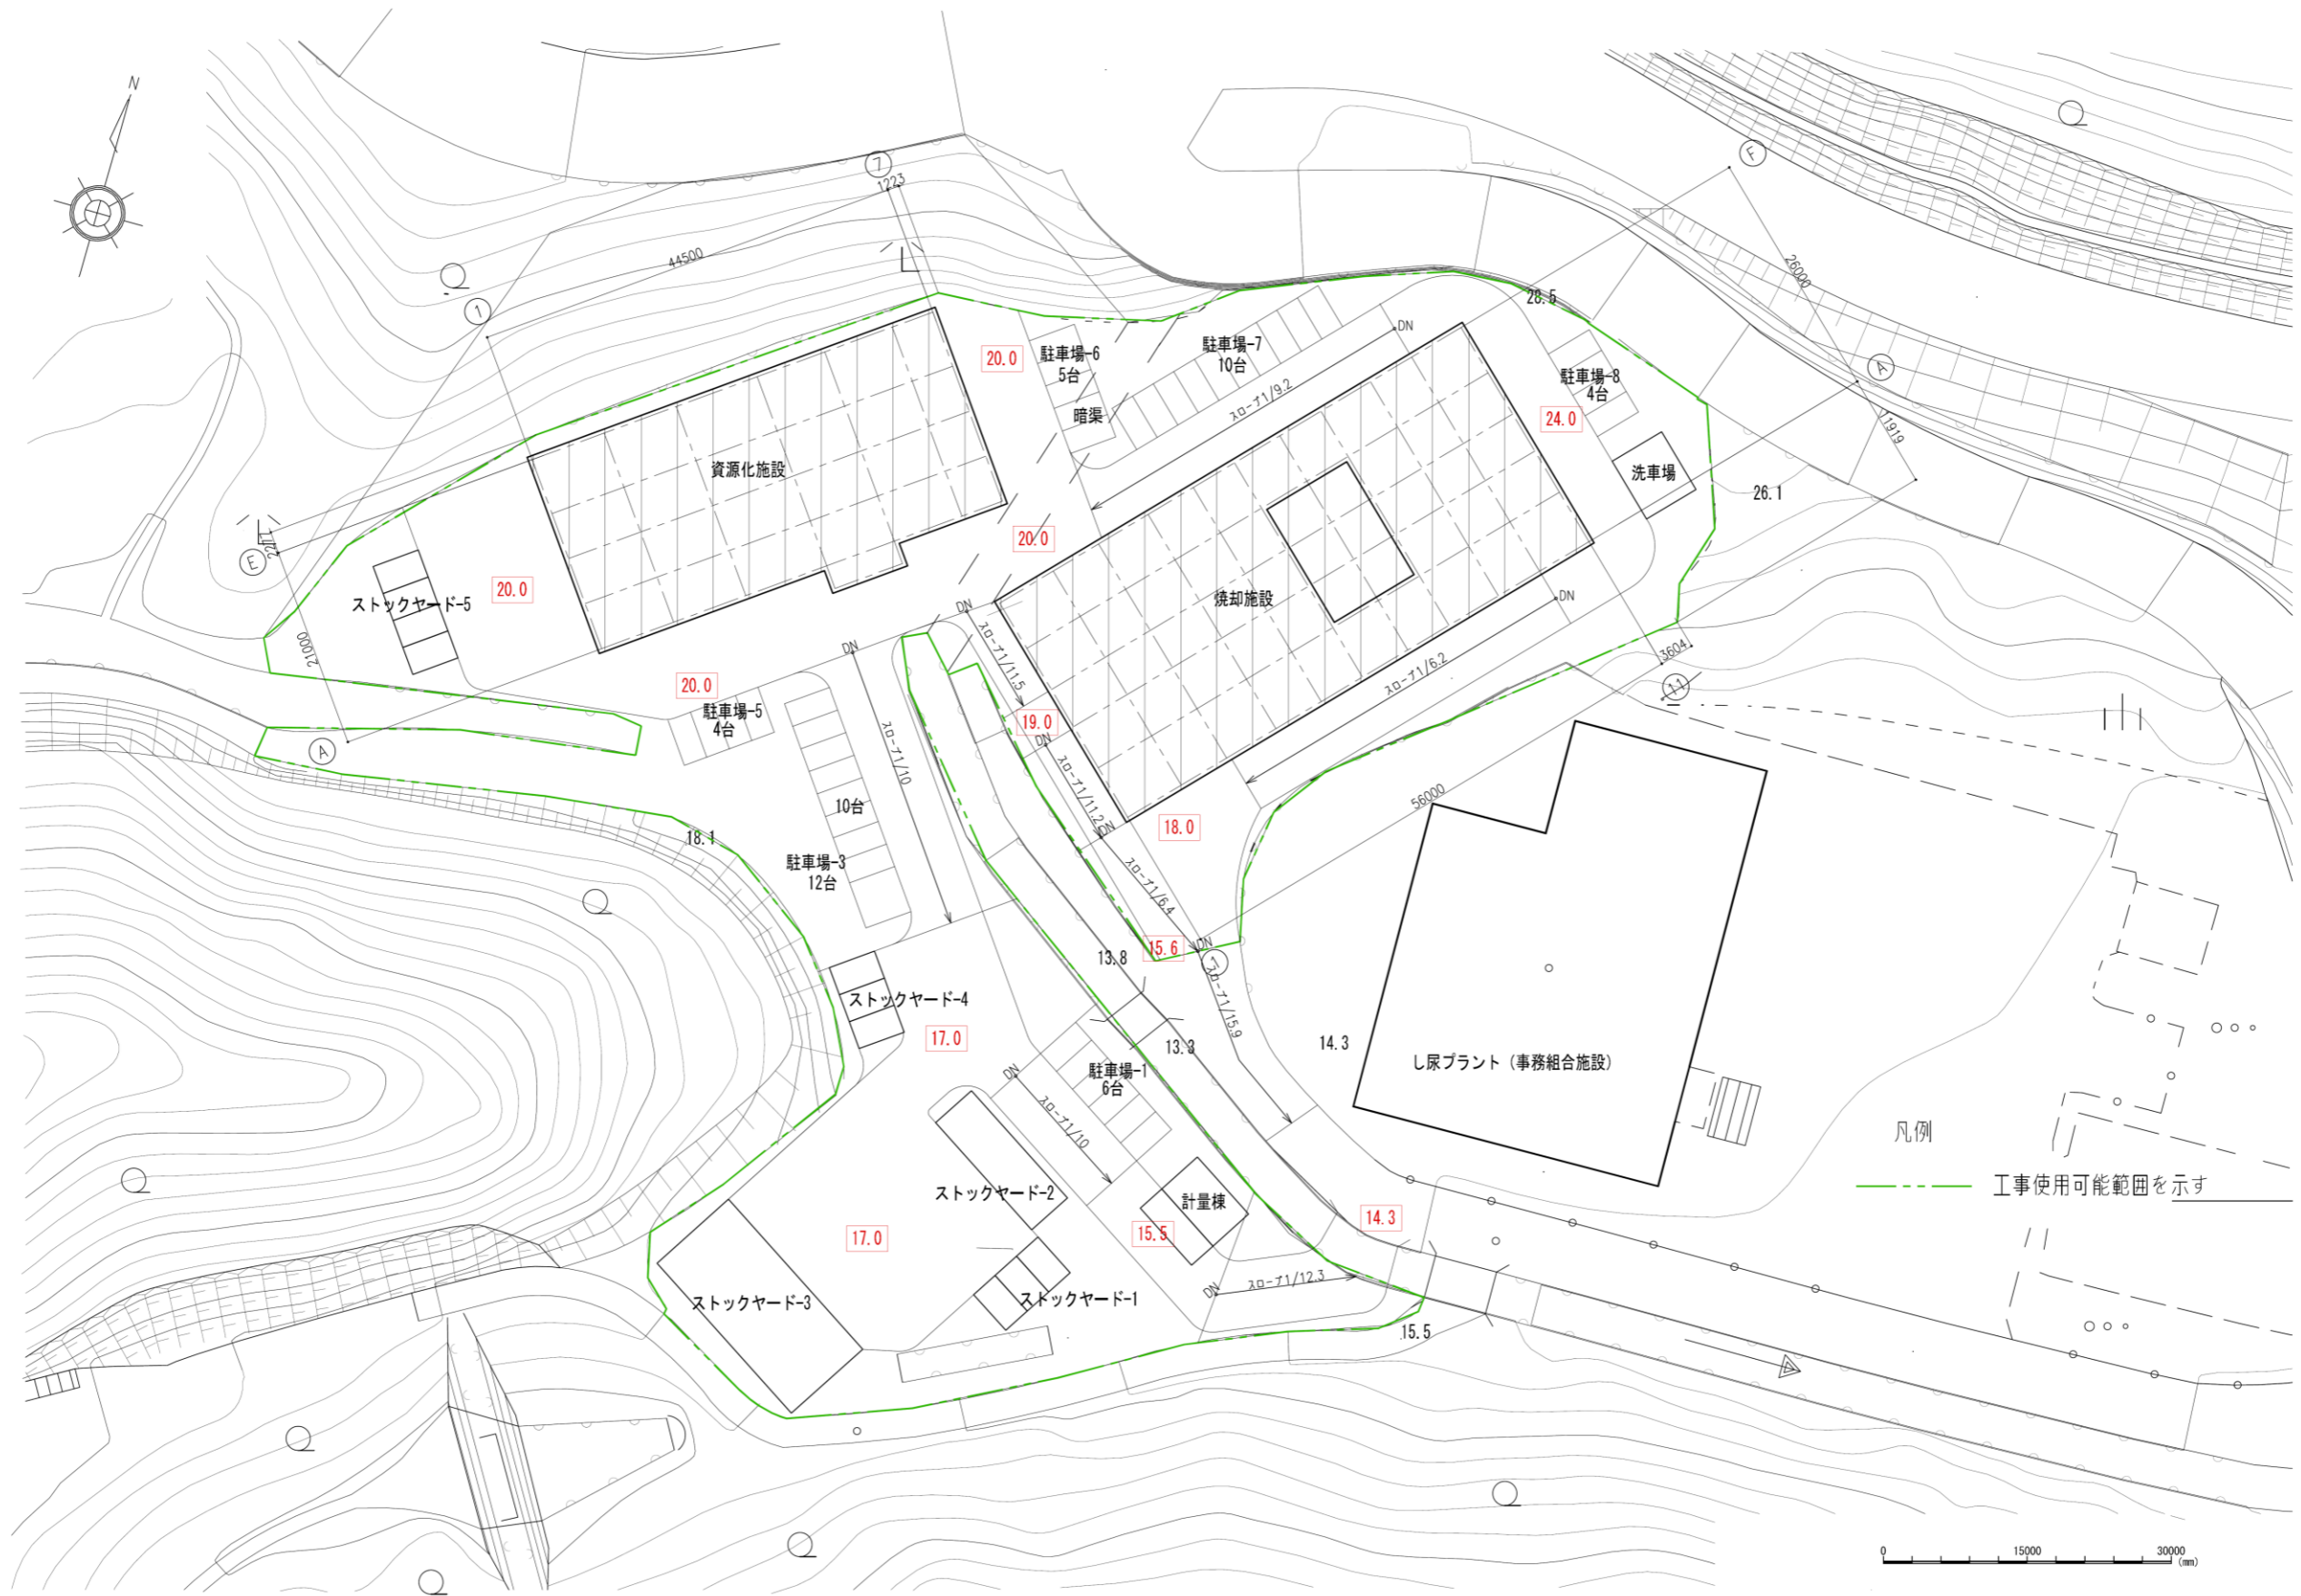 N
7
1223
F
44500
1
26000
28.5
A
1919
20.0
駐車場-6
5台
駐車場-7
10台
DN
スロープ1/9.2
駐車場-8
4台
24.0
暗渠
資源化施設
洗車場
26.1
20.0
E
2217
20.0
ストックヤード-5
焼却施設
DN
DN
スロープ1/11.5
21000
DN
スロープ1/6.2
3604
11
20.0
駐車場-5
4台
19.0
DN
A
スロープ1/10
スロープ1/11.2
56000
10台
18.1
DN
18.0
駐車場-3
12台
スロープ1/6.4
15.6
DN
1
13.8
ストックヤード-4
スロープ1/15.9
17.0
13.3
14.3
し尿プラント（事務組合施設）
DN
駐車場-1
6台
スロープ1/10
凡例
工事使用可能範囲を示す
ストックヤード-2
計量棟
14.3
17.0
15.5
DN
スロープ1/12.3
ストックヤード-3
ストックヤード-1
15.5
0 15000 30000
(mm)